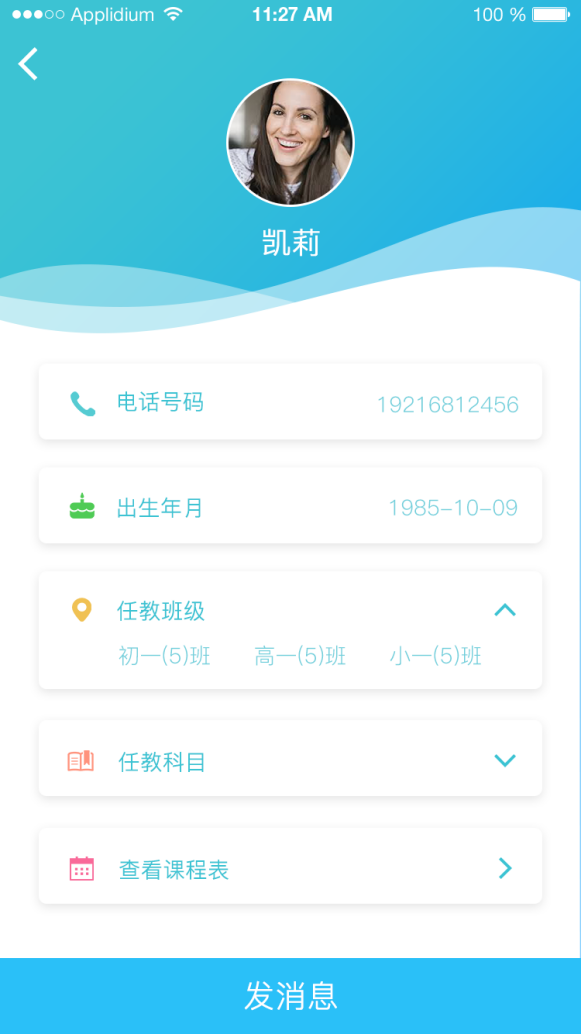 Applidium 11:27 AM 100 %
凯莉
电话号码 19216812456
出生年月 1985-10-09
任教班级
初一(5)班 高一(5)班 小一(5)班
任教科目
查看课程表
发消息